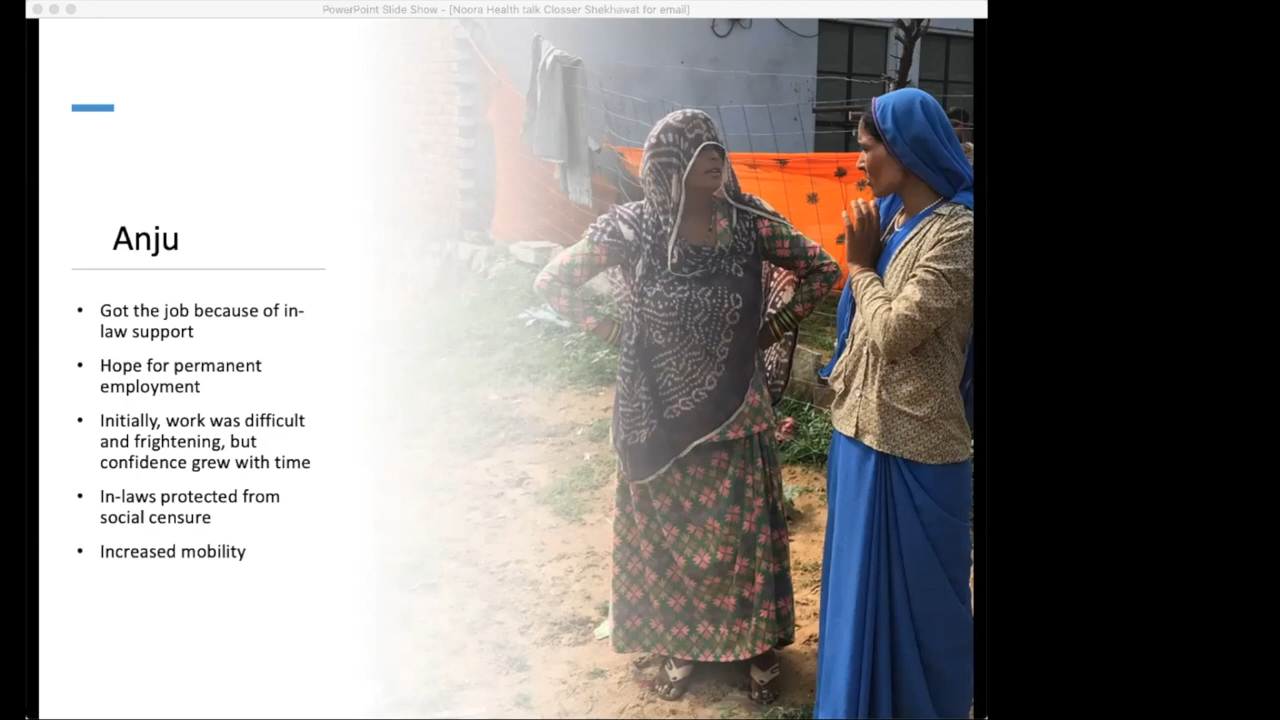 PowerPoint Slide Show - [Noora Health talk Closser Shekhawat for email]
Anju
• Got the job because of in-
law support
• Hope for permanent
employment
• Initially, work was difficult
and frightening, but
confidence grew with time
• In-laws protected from
social censure
• Increased mobility